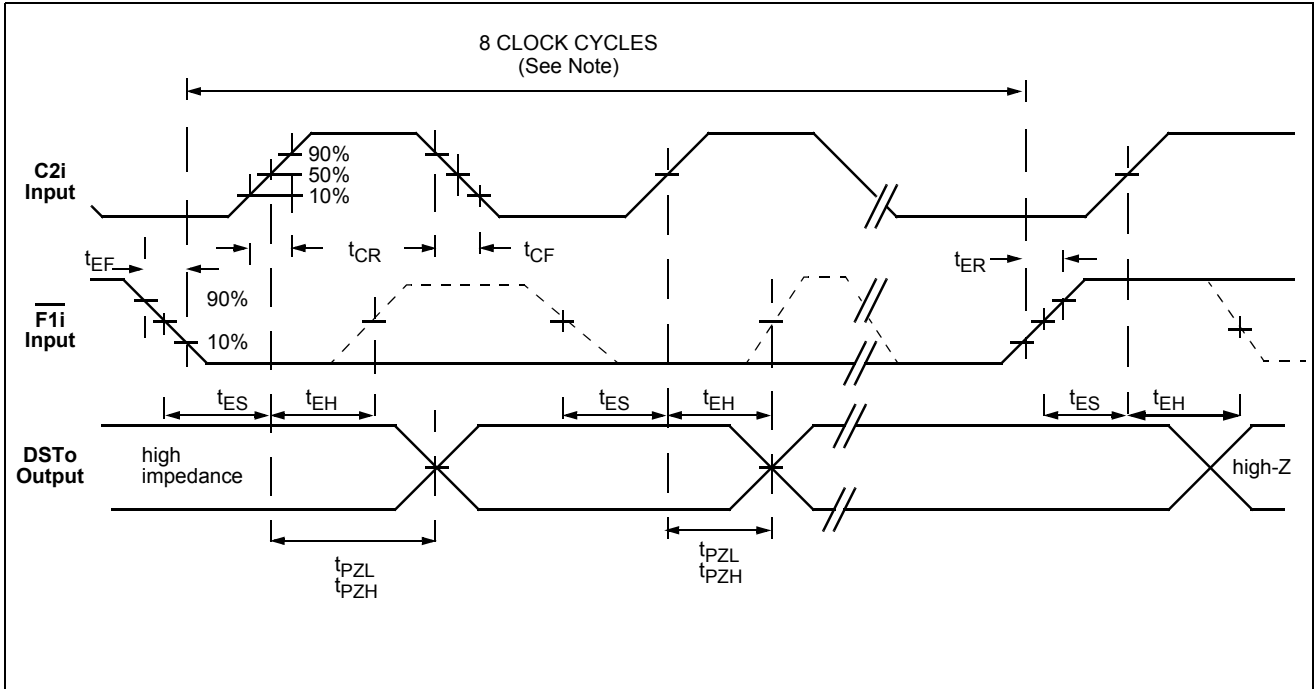 8 CLOCK CYCLES
(See Note)
C2i
Input
90%
50%
10%
tEF
tCR
tCF
tER
F1i
Input
90%
10%
tES
tEH
tES
tEH
tES
tEH
DSTo
Output
high
impedance
high-Z
tPZL
tPZH
tPZL
tPZH